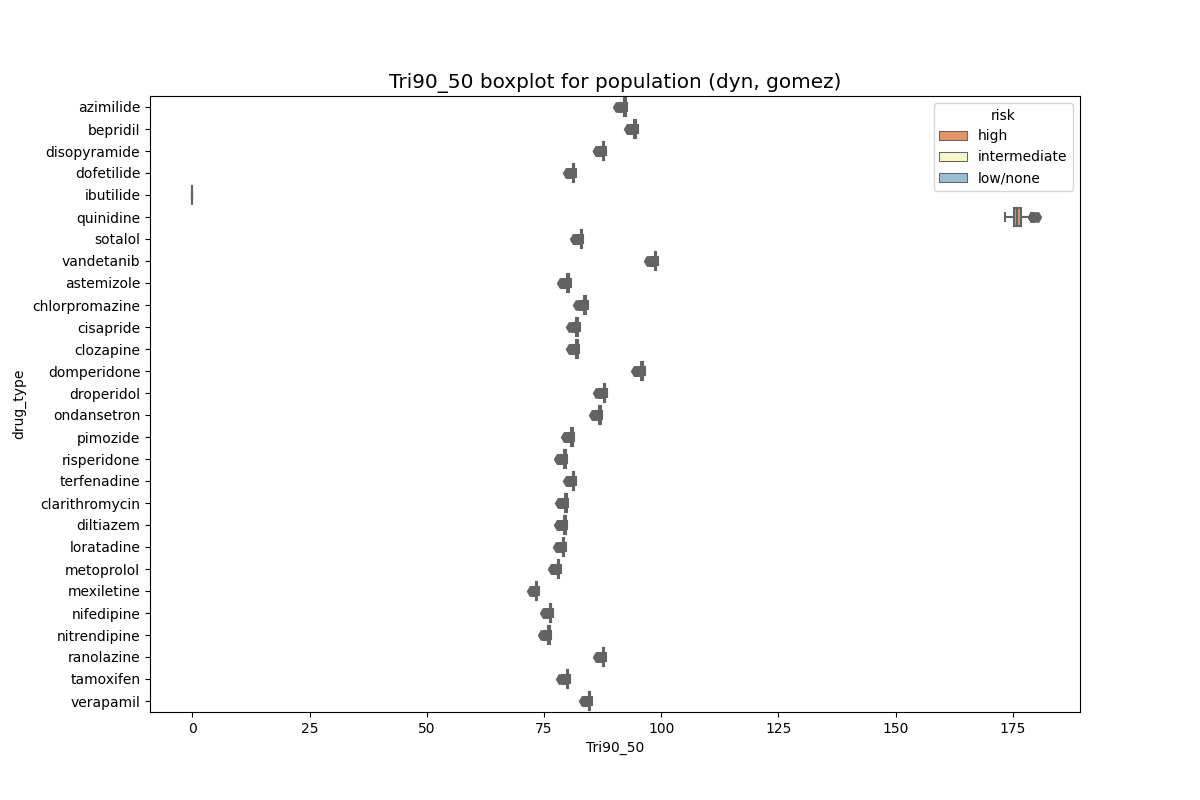 Tri90_50 boxplot for population (dyn, gomez)
azimilide
bepridil
disopyramide
dofetilide
ibutilide
quinidine
sotalol
vandetanib
astemizole
chlorpromazine
cisapride
clozapine
domperidone
droperidol
ondansetron
pimozide
risperidone
terfenadine
clarithromycin
diltiazem
loratadine
metoprolol
mexiletine
nifedipine
nitrendipine
ranolazine
tamoxifen
verapamil
drug_type
risk
high
intermediate
low/none
0 25 50 75 100 125 150 175
Tri90_50